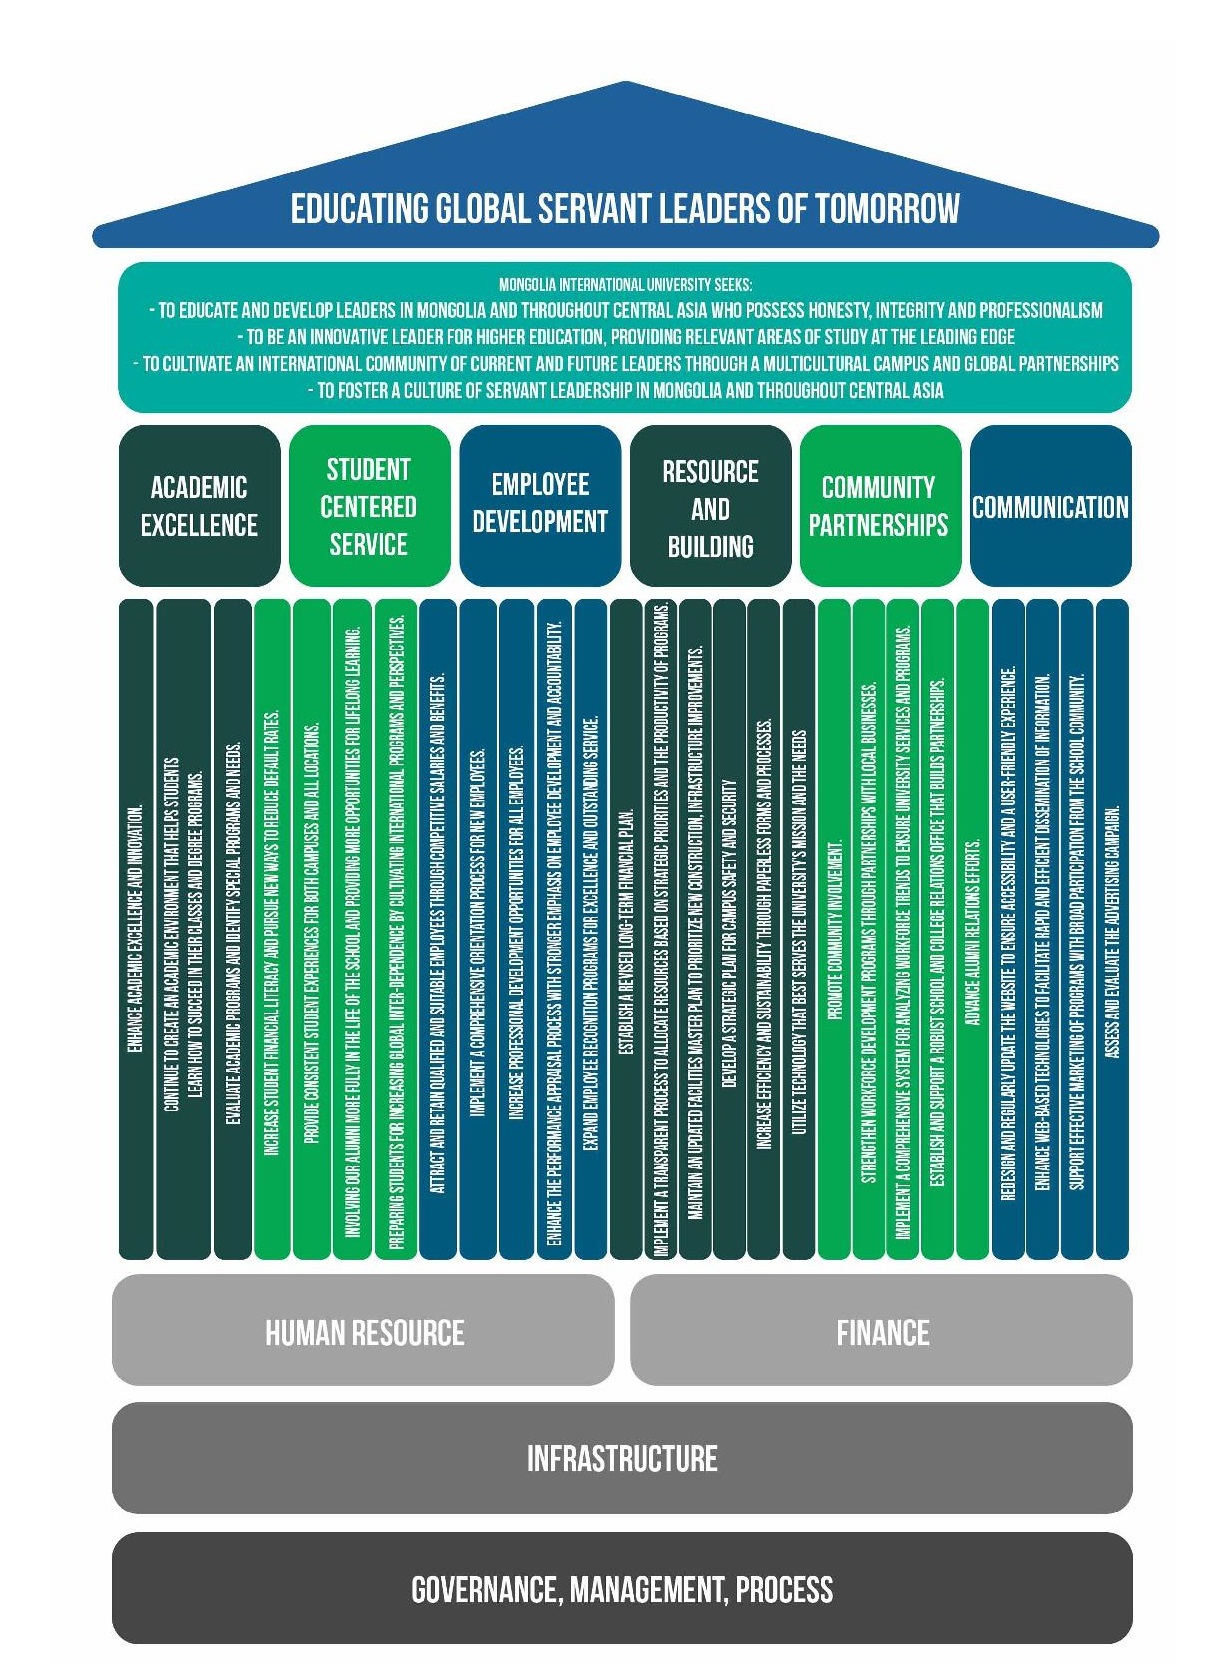 EDUCATING GLOBAL SERVANT LEADERS OF TOMORROW
MONGOLIA INTERNATIONAL UNIVERSITY SEEKS:
- TO EDUCATE AND DEVELOP LEADERS IN MONGOLIA AND THROUGHOUT CENTRAL ASIA WHO POSSESS HONESTY, INTEGRITY AND PROFESSIONALISM
- TO BE AN INNOVATIVE LEADER FOR HIGHER EDUCATION, PROVIDING RELEVANT AREAS OF STUDY AT THE LEADING EDGE
- TO CULTIVATE AN INTERNATIONAL COMMUNITY OF CURRENT AND FUTURE LEADERS THROUGH A MULTICULTURAL CAMPUS AND GLOBAL PARTNERSHIPS
- TO FOSTER A CULTURE OF SERVANT LEADERSHIP IN MONGOLIA AND THROUGHOUT CENTRAL ASIA
ACADEMIC
EXCELLENCE
STUDENT
CENTERED
SERVICE
EMPLOYEE
DEVELOPMENT
RESOURCE
AND
BUILDING
COMMUNITY
PARTNERSHIPS
COMMUNICATION
ENHANCE ACADEMIC EXCELLENCE AND INNOVATION.
CONTINUE TO CREATE AN ACADEMIC ENVIRONMENT THAT HELPS STUDENTS
LEARN HOW TO SUCCEED IN THEIR CLASSES AND DEGREE PROGRAMS.
EVALUATE ACADEMIC PROGRAMS AND IDENTIFY SPECIAL PROGRAMS AND NEEDS.
INCREASE STUDENT FINANCIAL LITERACY AND PURSUE NEW WAYS TO REDUCE DEFAULT RATES.
PROVIDE CONSISTENT STUDENT EXPERIENCES FOR BOTH CAMPUSES AND ALL LOCATIONS.
INVOLVING OUR ALUMNI MORE FULLY IN THE LIFE OF THE SCHOOL AND PROVIDING MORE OPPORTUNITIES FOR LIFELONG LEARNING.
PREPARING STUDENTS FOR INCREASING GLOBAL INTER-DEPENDENCE BY CULTIVATING INTERNATIONAL PROGRAMS AND PERSPECTIVES.
ATTRACT AND RETAIN QUALIFIED AND SUITABLE EMPLOYEES THROUGH COMPETITIVE SALARIES AND BENEFITS.
IMPLEMENT A COMPREHENSIVE ORIENTATION PROCESS FOR NEW EMPLOYEES.
INCREASE PROFESSIONAL DEVELOPMENT OPPORTUNITIES FOR ALL EMPLOYEES.
ENHANCE THE PERFORMANCE APPRAISAL PROCESS WITH STRONGER EMPHASIS ON EMPLOYEE DEVELOPMENT AND ACCOUNTABILITY.
EXPAND EMPLOYEE RECOGNITION PROGRAMS FOR EXCELLENCE AND OUTSTANDING SERVICE.
ESTABLISH A REVISED LONG-TERM FINANCIAL PLAN.
IMPLEMENT A TRANSPARENT PROCESS TO ALLOCATE RESOURCES BASED ON STRATEGIC PRIORITIES AND THE PRODUCTIVITY OF PROGRAMS.
MAINTAIN AN UPDATED FACILITIES MASTER PLAN TO PRIORITIZE NEW CONSTRUCTION, INFRASTRUCTURE IMPROVEMENTS.
DEVELOP A STRATEGIC PLAN FOR CAMPUS SAFETY AND SECURITY
INCREASE EFFICIENCY AND SUSTAINABILITY THROUGH PAPERLESS FORMS AND PROCESSES.
UTILIZE TECHNOLOGY THAT BEST SERVES THE UNIVERSITY'S MISSION AND THE NEEDS
PROMOTE COMMUNITY INVOLVEMENT.
STRENGTHEN WORKFORCE DEVELOPMENT PROGRAMS THROUGH PARTNERSHIPS WITH LOCAL BUSINESSES.
IMPLEMENT A COMPREHENSIVE SYSTEM FOR ANALYZING WORKFORCE TRENDS TO ENSURE UNIVERSITY SERVICES AND PROGRAMS.
ESTABLISH AND SUPPORT A ROBUST SCHOOL AND COLLEGE RELATIONS OFFICE THAT BUILDS PARTNERSHIPS.
ADVANCE ALUMNI RELATIONS EFFORTS.
REDESIGN AND REGULARLY UPDATE THE WEBSITE TO ENSURE ACCESSIBILITY AND A USER-FRIENDLY EXPERIENCE.
ENHANCE WEB-BASED TECHNOLOGIES TO FACILITATE RAPID AND EFFICIENT DISSEMINATION OF INFORMATION.
SUPPORT EFFECTIVE MARKETING OF PROGRAMS WITH BROAD PARTICIPATION FROM THE SCHOOL COMMUNITY.
ASSESS AND EVALUATE THE ADVERTISING CAMPAIGN.
HUMAN RESOURCE
FINANCE
INFRASTRUCTURE
GOVERNANCE, MANAGEMENT, PROCESS